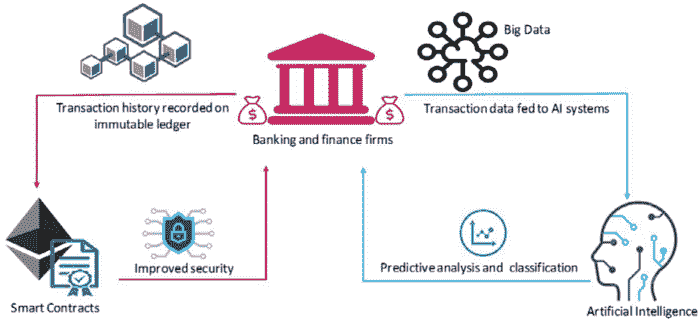 Big Data
Transaction history recorded on
immutable ledger
$
$
Transaction data fed to AI systems
Banking and finance firms
Improved security
Predictive analysis and classification
Smart Contracts
Artificial Intelligence